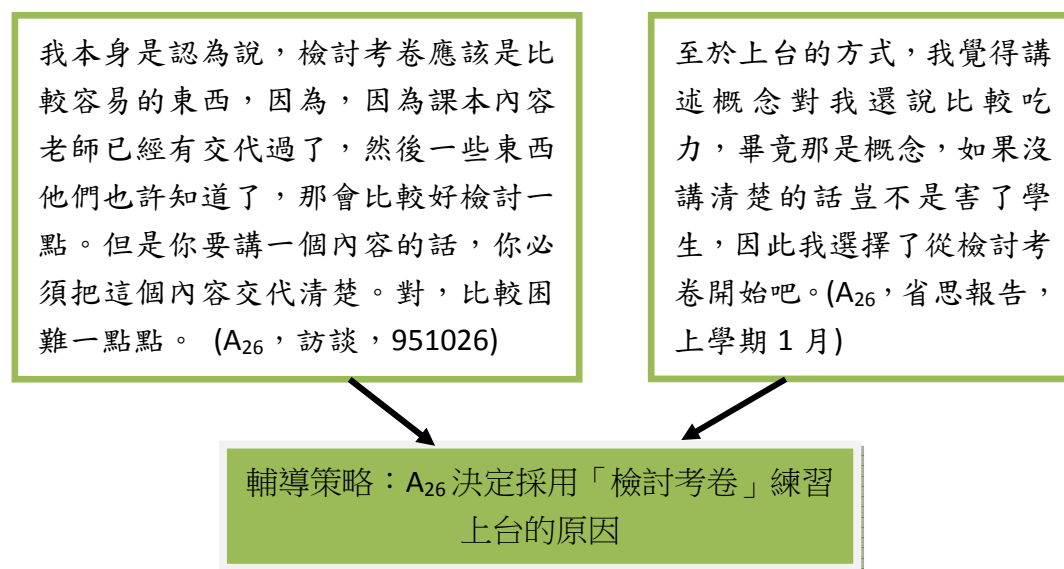 我本身是認為說，檢討考卷應該是比
較容易的東西，因為，因為課本內容
老師已經有交代過了，然後一些東西
他們也許知道了，那會比較好檢討一
點。但是你要講一個內容的話，你必
須把這個內容交代清楚。對，比較困
難一點點。 (A26，訪談，951026)
至於上台的方式，我覺得講
述概念對我還說比較吃
力，畢竟那是概念，如果沒
講清楚的話豈不是害了學
生，因此我選擇了從檢討考
卷開始吧。(A26，省思報告，
上學期 1 月)
輔導策略：A26 決定採用「檢討考卷」練習
上台的原因